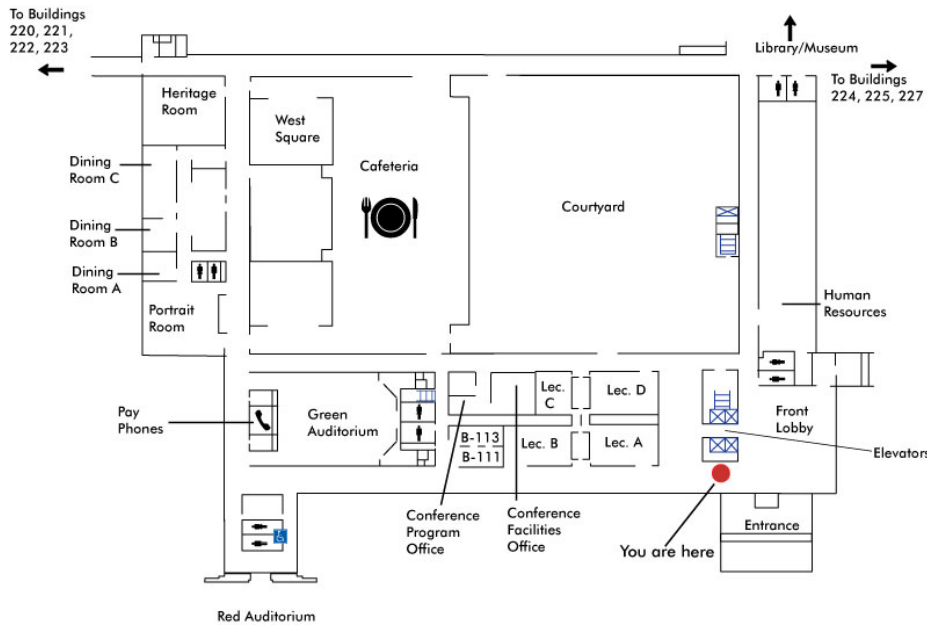 To Buildings
220, 221,
222, 223
Library/Museum
To Buildings
224, 225, 227
Heritage
Room
West
Square
Dining
Room C
Cafeteria
Courtyard
Dining
Room B
Dining
Room A
Portrait
Room
Human
Resources
Pay
Phones
Green
Auditorium
Lec.
C
Lec. D
B-113
B-111
Lec. B
Lec. A
Front
Lobby
Elevators
Conference
Program
Office
Conference
Facilities
Office
You are here
Entrance
Red Auditorium